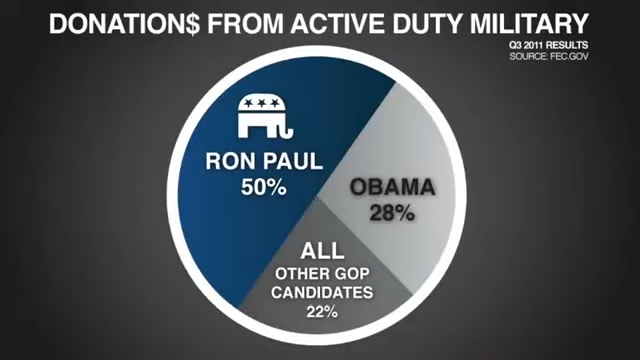 DONATION$ FROM ACTIVE DUTY MILITARY
Q3 2011 RESULTS
SOURCE: FEC.GOV
RON PAUL
50%
OBAMA
28%
ALL
OTHER GOP
CANDIDATES
22%